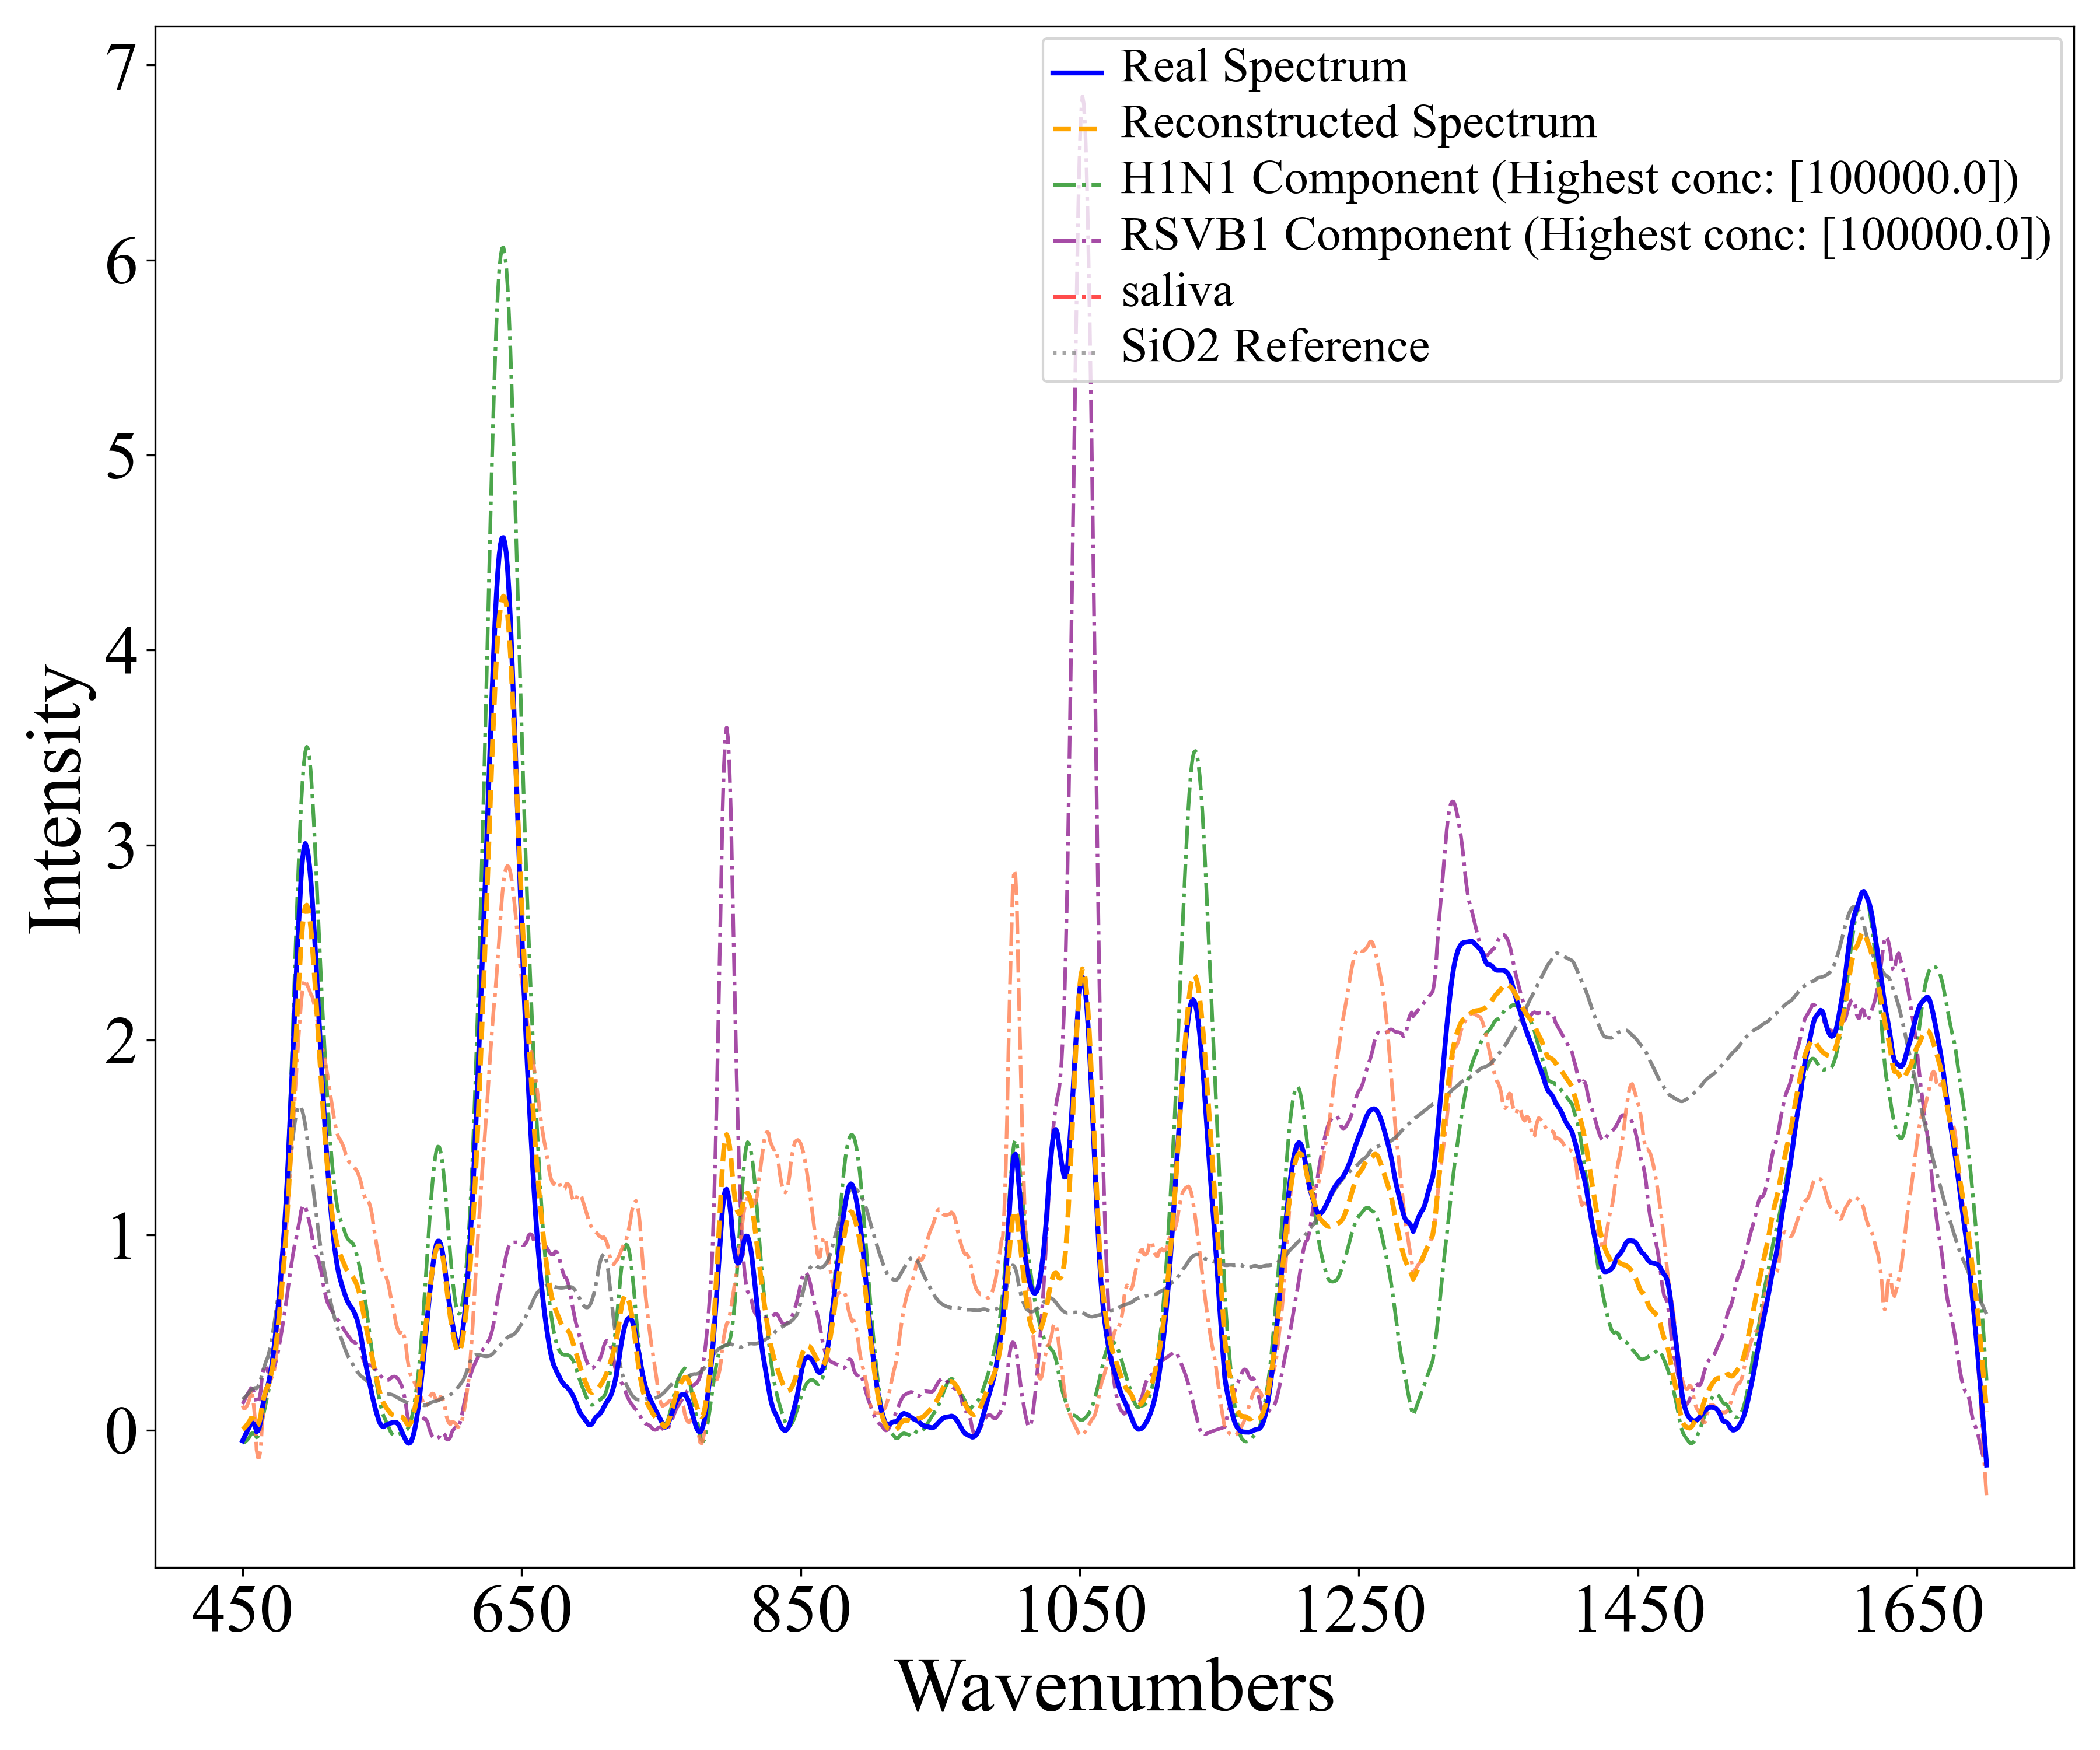 Real Spectrum
Reconstructed Spectrum
H1N1 Component (Highest conc: [100000.0])
RSVB1 Component (Highest conc: [100000.0])
saliva
SiO2 Reference
7
6
5
4
3
2
1
0
Intensity
450 650 850 1050 1250 1450 1650
Wavenumbers